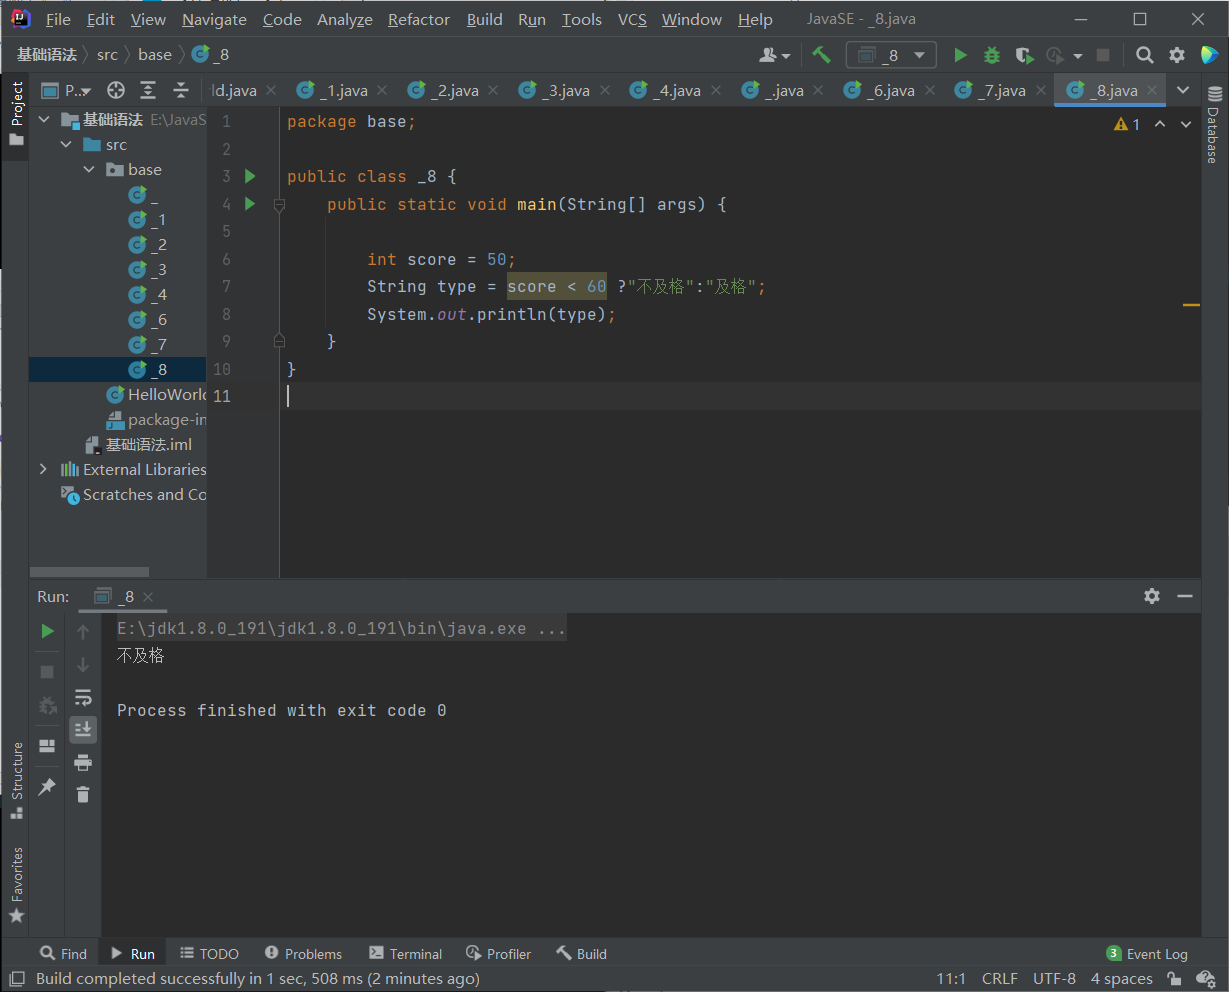 File Edit View Navigate Code Analyze Refactor Build Run Tools VCS Window Help JavaSE - _8.java
基础语法 src base _8 _8
Project P... ld.java _1.java _2.java _3.java _4.java _.java _6.java _7.java _8.java
基础语法 E:\JavaS
src
base
_
_1
_2
_3
_4
_6
_7
_8
HelloWorld
package-in
基础语法.iml
External Libraries
Scratches and Co
1 package base;
2
3 public class _8 {
4 public static void main(String[] args) {
5
6 int score = 50;
7 String type = score < 60 ?"不及格":"及格";
8 System.out.println(type);
9 }
10 }
11
1
Database
Run: _8
E:\jdk1.8.0_191\jdk1.8.0_191\bin\java.exe ...
不及格
Process finished with exit code 0
Structure
Favorites
Find Run TODO Problems Terminal Profiler Build 3 Event Log
Build completed successfully in 1 sec, 508 ms (2 minutes ago) 11:1 CRLF UTF-8 4 spaces